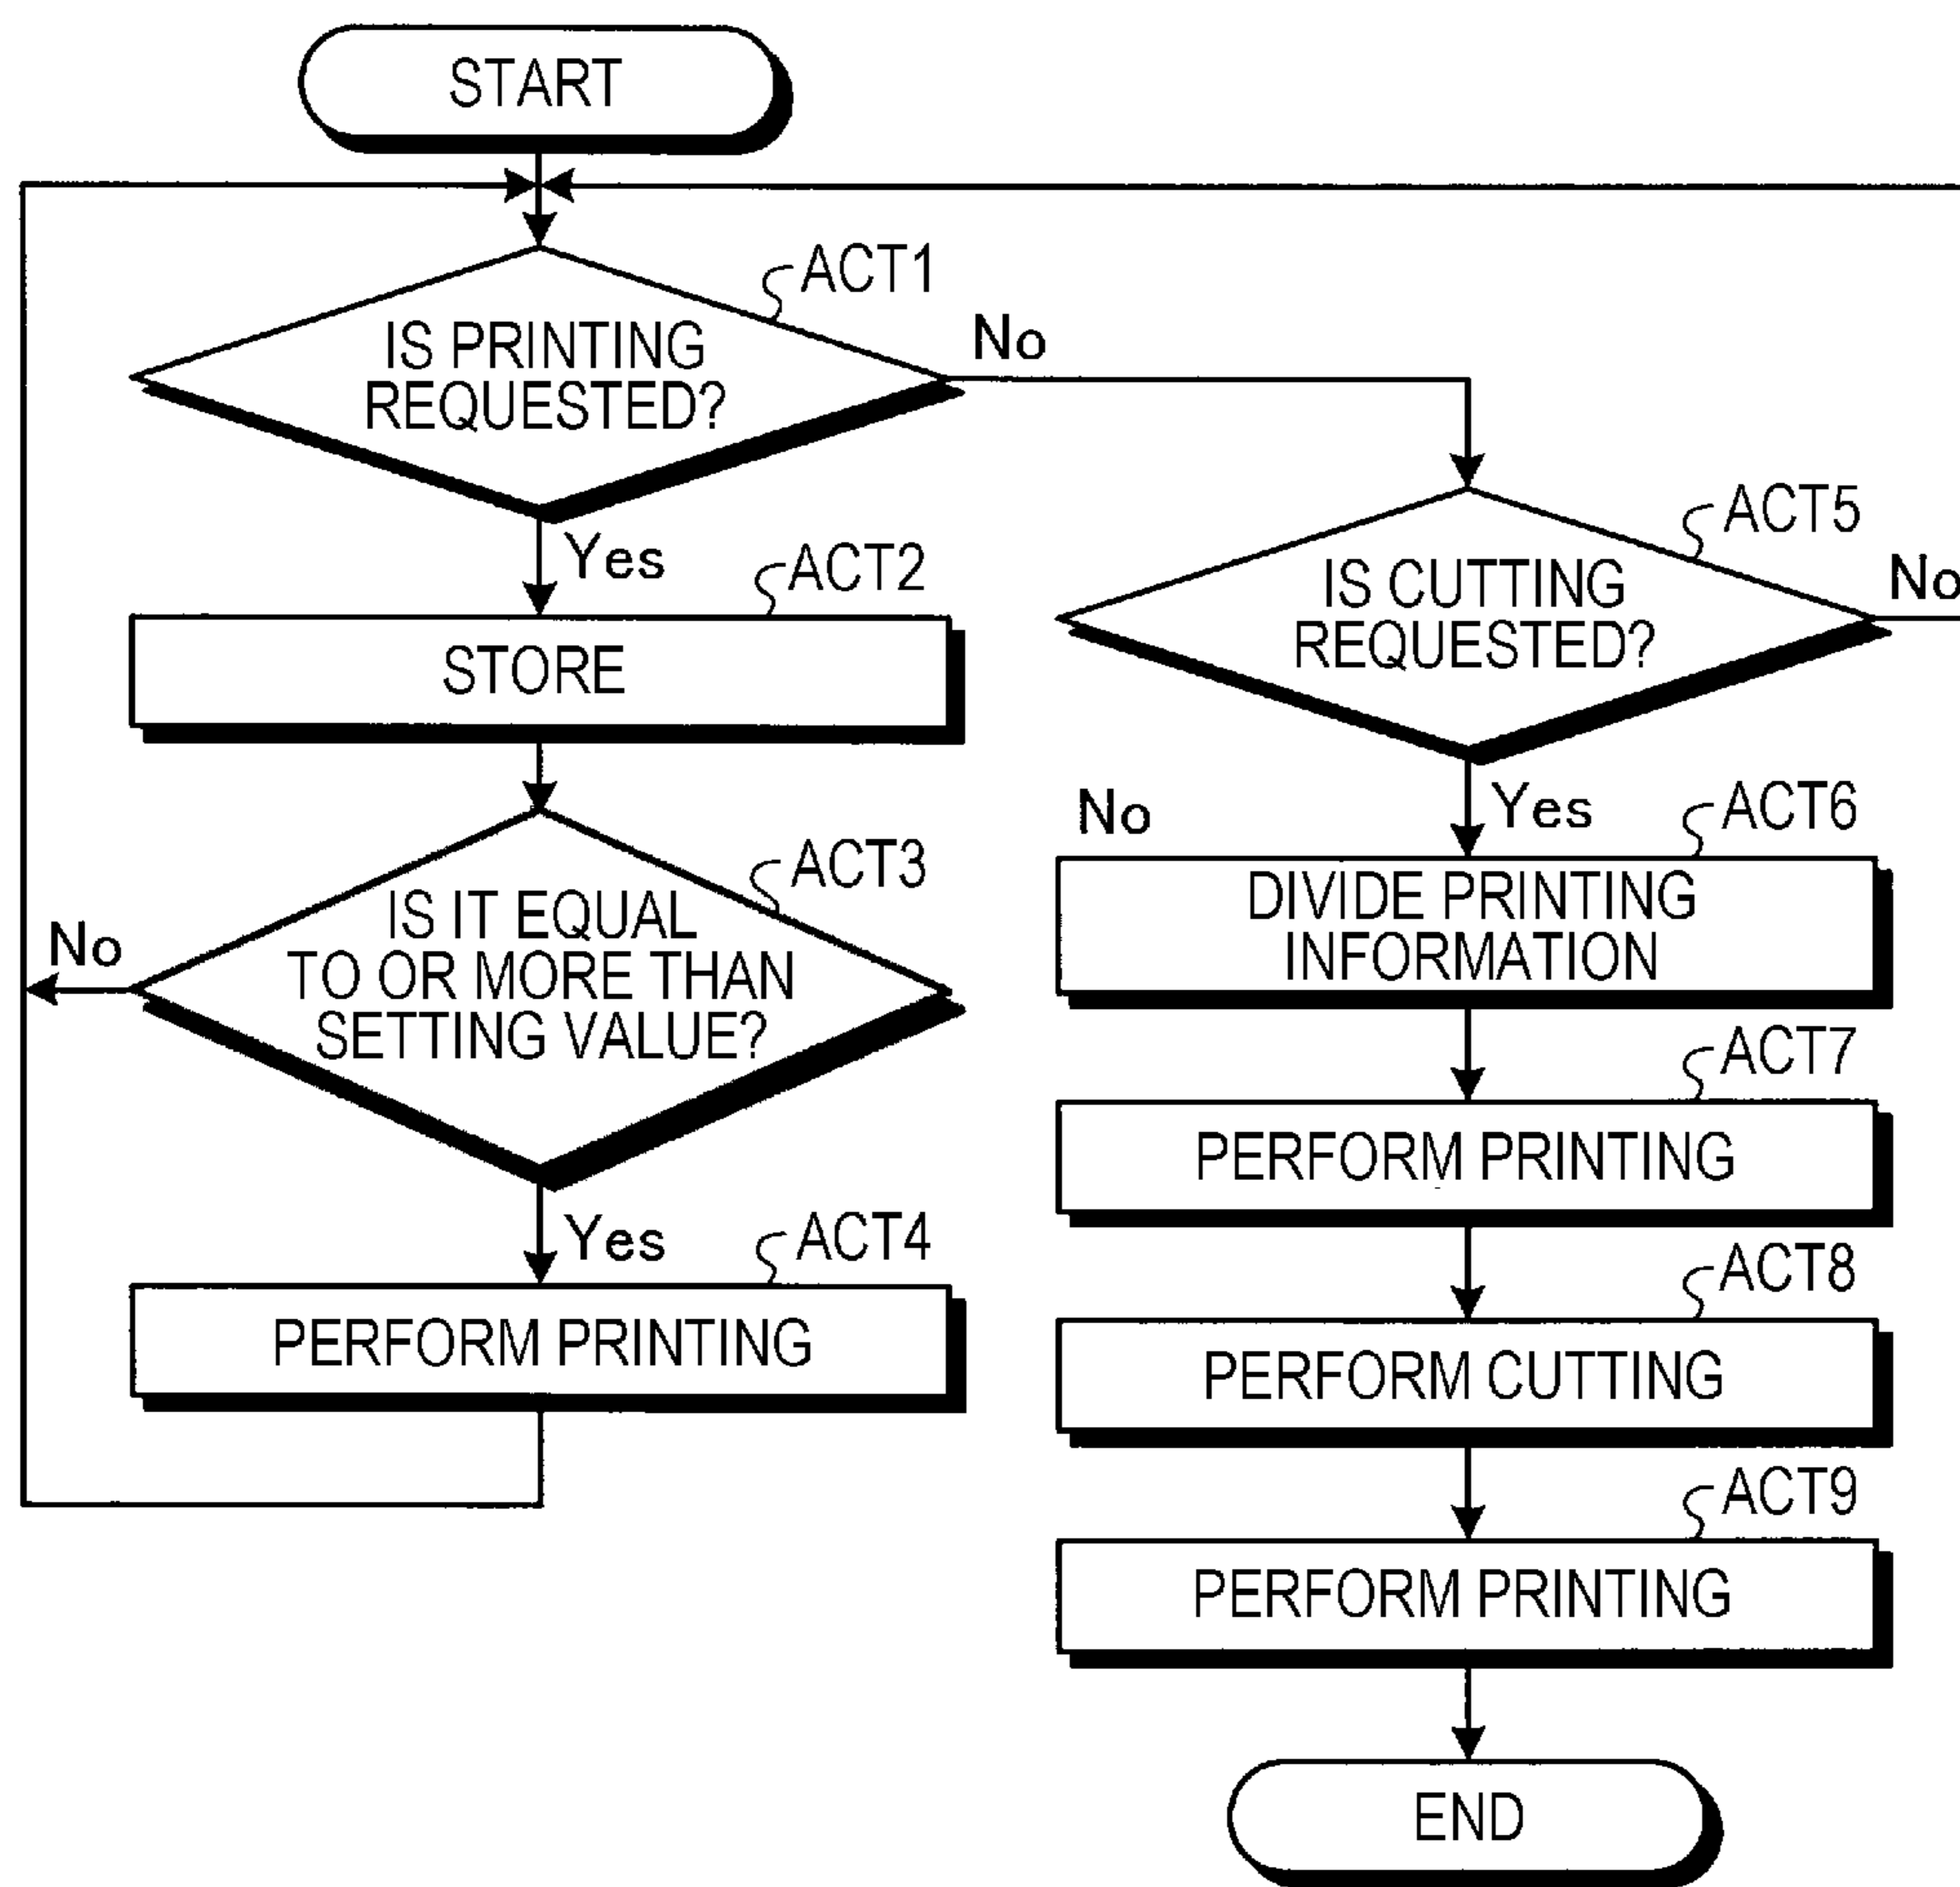 START
ACT1
IS PRINTING
REQUESTED?
No
Yes
ACT2
STORE
ACT3
IS IT EQUAL
TO OR MORE THAN
SETTING VALUE?
No
Yes
ACT4
PERFORM PRINTING
ACT5
IS CUTTING
REQUESTED?
No
Yes
No
ACT6
DIVIDE PRINTING
INFORMATION
ACT7
PERFORM PRINTING
ACT8
PERFORM CUTTING
ACT9
PERFORM PRINTING
END